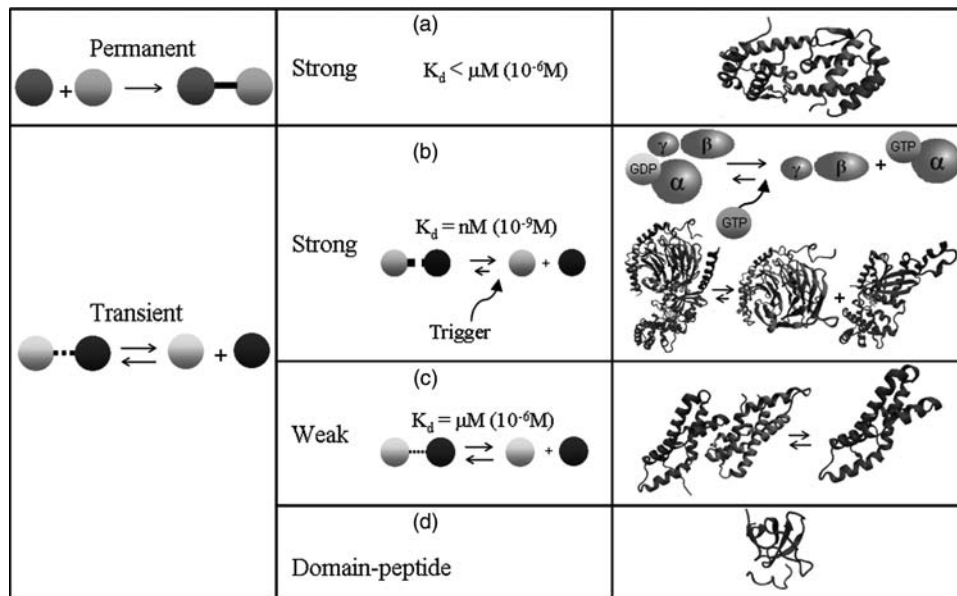 Permanent
+
(a)
Strong
K_d < μM (10⁻⁶M)
(b)
Strong
K_d = nM (10⁻⁹M)
+
Trigger
γ β
GDP α
γ β + GTP α
GTP
+
Transient
+
(c)
Weak
K_d = μM (10⁻⁶M)
+
(d)
Domain-peptide